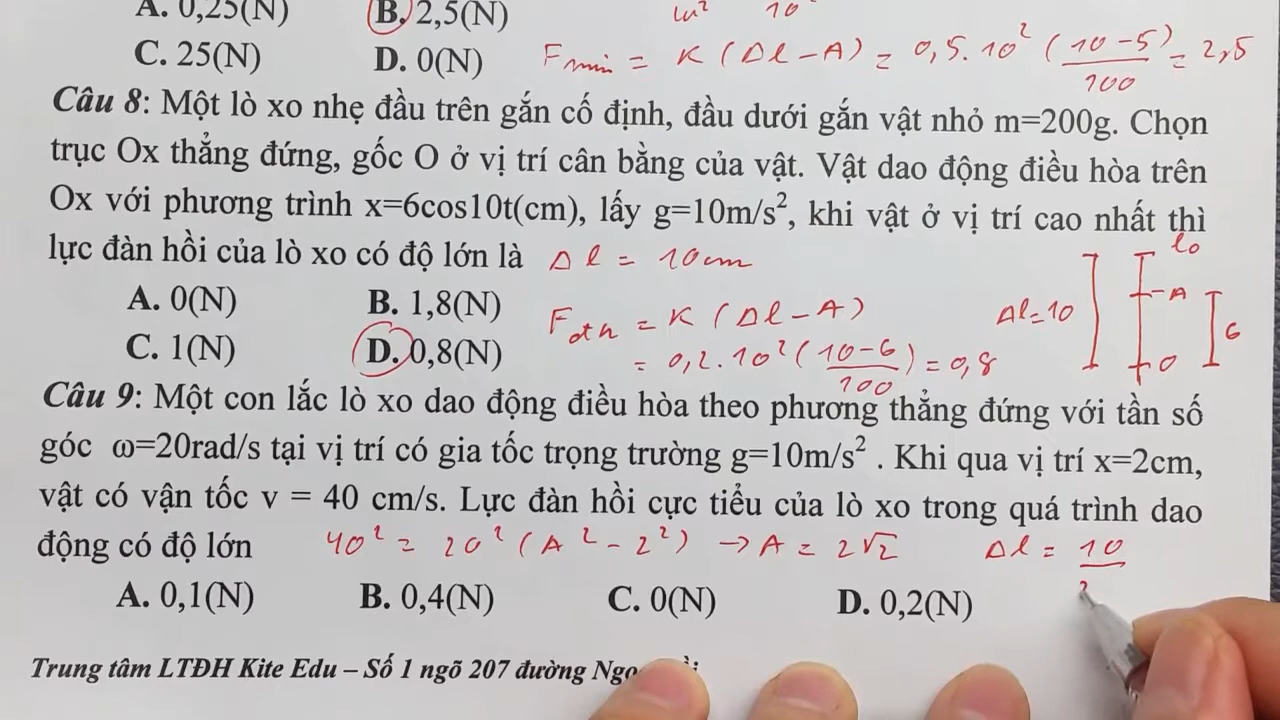 A. 0,25(N) B. 2,5(N) ω² 10
C. 25(N) D. 0(N) Fmin = K (Δl – A) = 0,5.10² (10 – 5)/100 = 2,5
Câu 8: Một lò xo nhẹ đầu trên gắn cố định, đầu dưới gắn vật nhỏ m=200g. Chọn
trục Ox thẳng đứng, gốc O ở vị trí cân bằng của vật. Vật dao động điều hòa trên
Ox với phương trình x=6cos10t(cm), lấy g=10m/s², khi vật ở vị trí cao nhất thì
lực đàn hồi của lò xo có độ lớn là Δl = 10cm l₀
A. 0(N) B. 1,8(N) Fđh = K (Δl – A) Δl=10 -A 6
C. 1(N) D. 0,8(N) = 0,2.10² (10–6)/100 = 0,8 O
Câu 9: Một con lắc lò xo dao động điều hòa theo phương thẳng đứng với tần số
góc ω=20rad/s tại vị trí có gia tốc trọng trường g=10m/s² . Khi qua vị trí x=2cm,
vật có vận tốc v = 40 cm/s. Lực đàn hồi cực tiểu của lò xo trong quá trình dao
động có độ lớn 40² = 20² (A² – 2²) → A = 2√2 Δl = 10
A. 0,1(N) B. 0,4(N) C. 0(N) D. 0,2(N)
Trung tâm LTĐH Kite Edu – Số 1 ngõ 207 đường